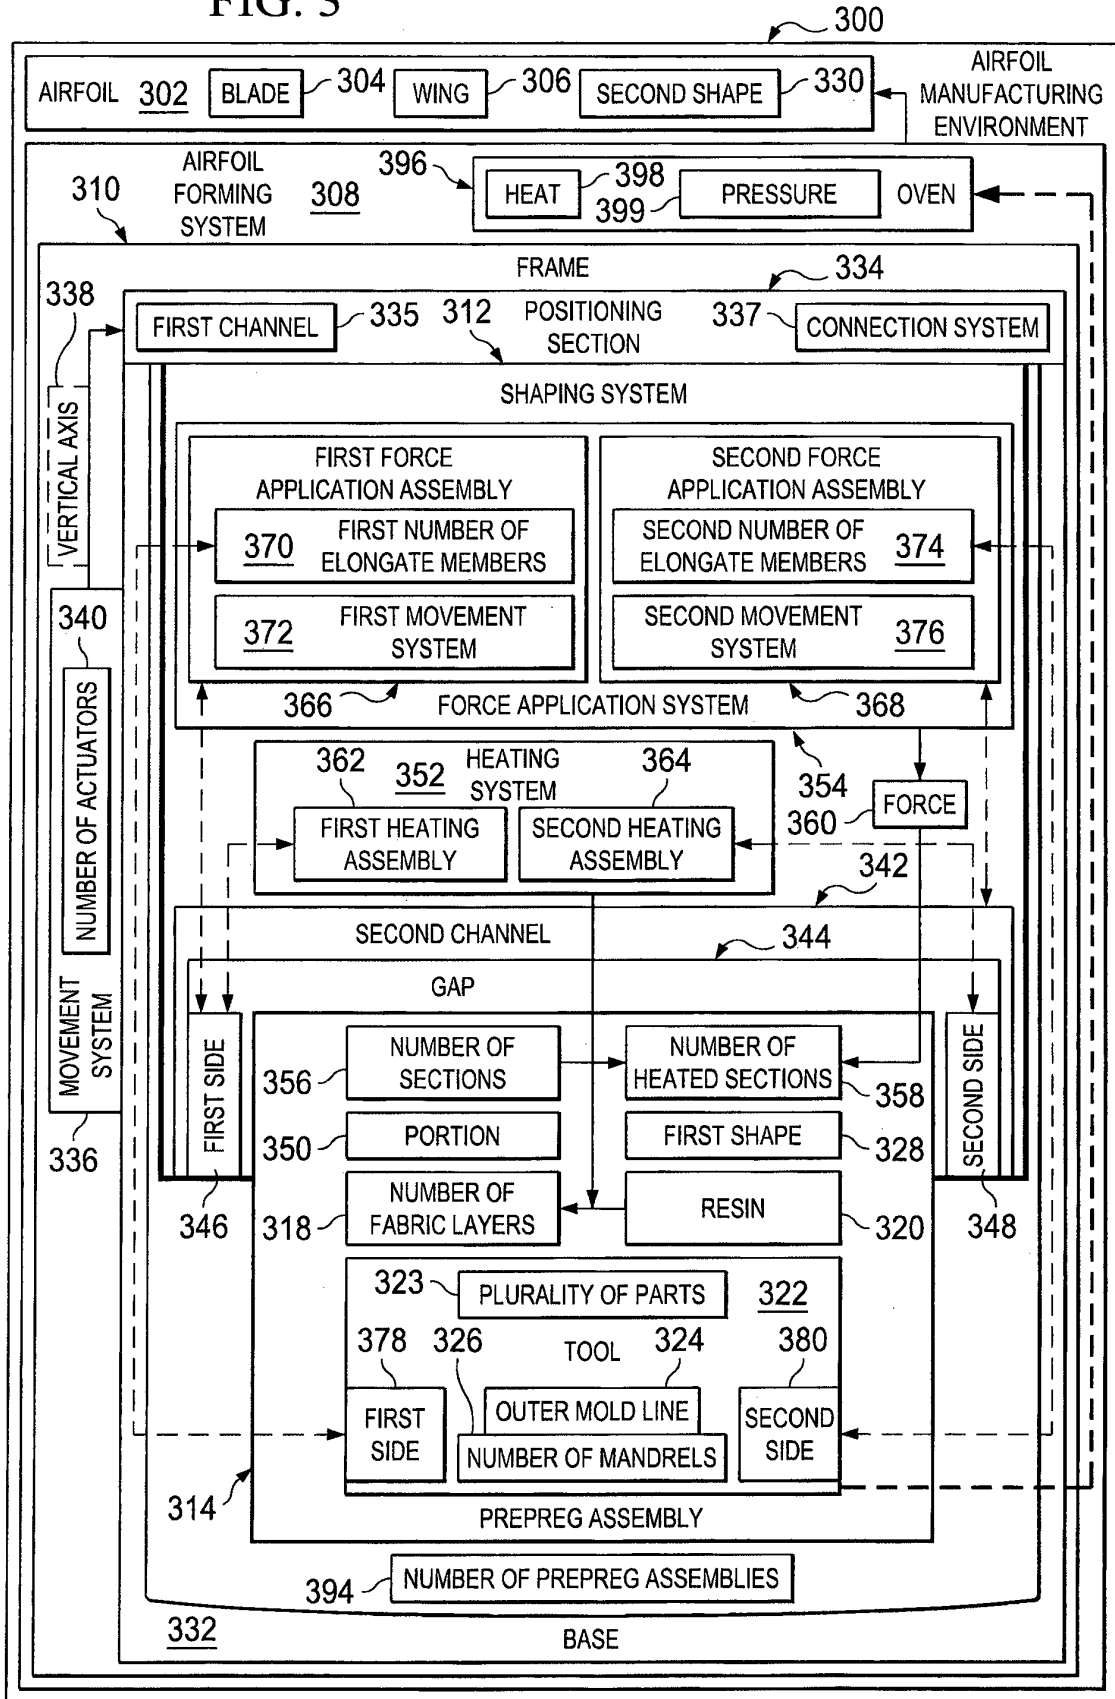 FIG. 3
300
AIRFOIL 302
BLADE
304
WING
306
SECOND SHAPE
330
AIRFOIL
MANUFACTURING
ENVIRONMENT
AIRFOIL
FORMING
SYSTEM
308
310
396
HEAT
398
399
PRESSURE
OVEN
FRAME
334
338
FIRST CHANNEL
335
312
POSITIONING
SECTION
337
CONNECTION SYSTEM
VERTICAL AXIS
SHAPING SYSTEM
FIRST FORCE
APPLICATION ASSEMBLY
370
FIRST NUMBER OF
ELONGATE MEMBERS
372
FIRST MOVEMENT
SYSTEM
366
SECOND FORCE
APPLICATION ASSEMBLY
SECOND NUMBER OF
ELONGATE MEMBERS
374
SECOND MOVEMENT
SYSTEM
376
368
FORCE APPLICATION SYSTEM
354
340
NUMBER OF ACTUATORS
MOVEMENT
SYSTEM
336
362
352
HEATING
SYSTEM
364
FIRST HEATING
ASSEMBLY
SECOND HEATING
ASSEMBLY
FORCE
360
342
SECOND CHANNEL
344
GAP
FIRST SIDE
346
SECOND SIDE
348
356
NUMBER OF
SECTIONS
NUMBER OF
HEATED SECTIONS
358
350
PORTION
FIRST SHAPE
328
318
NUMBER OF
FABRIC LAYERS
RESIN
320
323
PLURALITY OF PARTS
322
378
326
TOOL
324
380
FIRST
SIDE
OUTER MOLD LINE
NUMBER OF MANDRELS
SECOND
SIDE
314
PREPREG ASSEMBLY
394
NUMBER OF PREPREG ASSEMBLIES
332
BASE